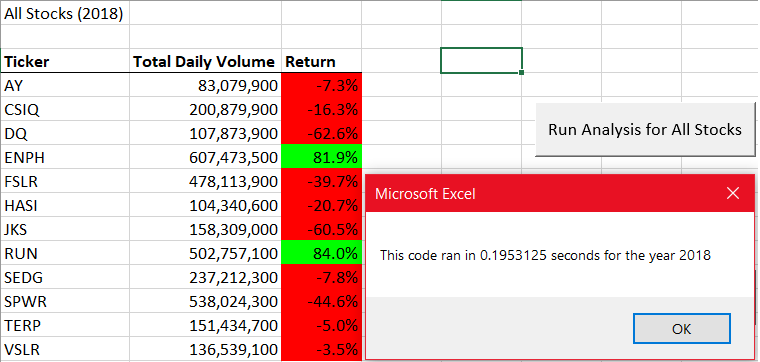 All Stocks (2018)
Ticker Total Daily Volume Return
AY 83,079,900 -7.3%
CSIQ 200,879,900 -16.3%
DQ 107,873,900 -62.6%
ENPH 607,473,500 81.9%
FSLR 478,113,900 -39.7%
HASI 104,340,600 -20.7%
JKS 158,309,000 -60.5%
RUN 502,757,100 84.0%
SEDG 237,212,300 -7.8%
SPWR 538,024,300 -44.6%
TERP 151,434,700 -5.0%
VSLR 136,539,100 -3.5%
Run Analysis for All Stocks
Microsoft Excel
This code ran in 0.1953125 seconds for the year 2018
OK